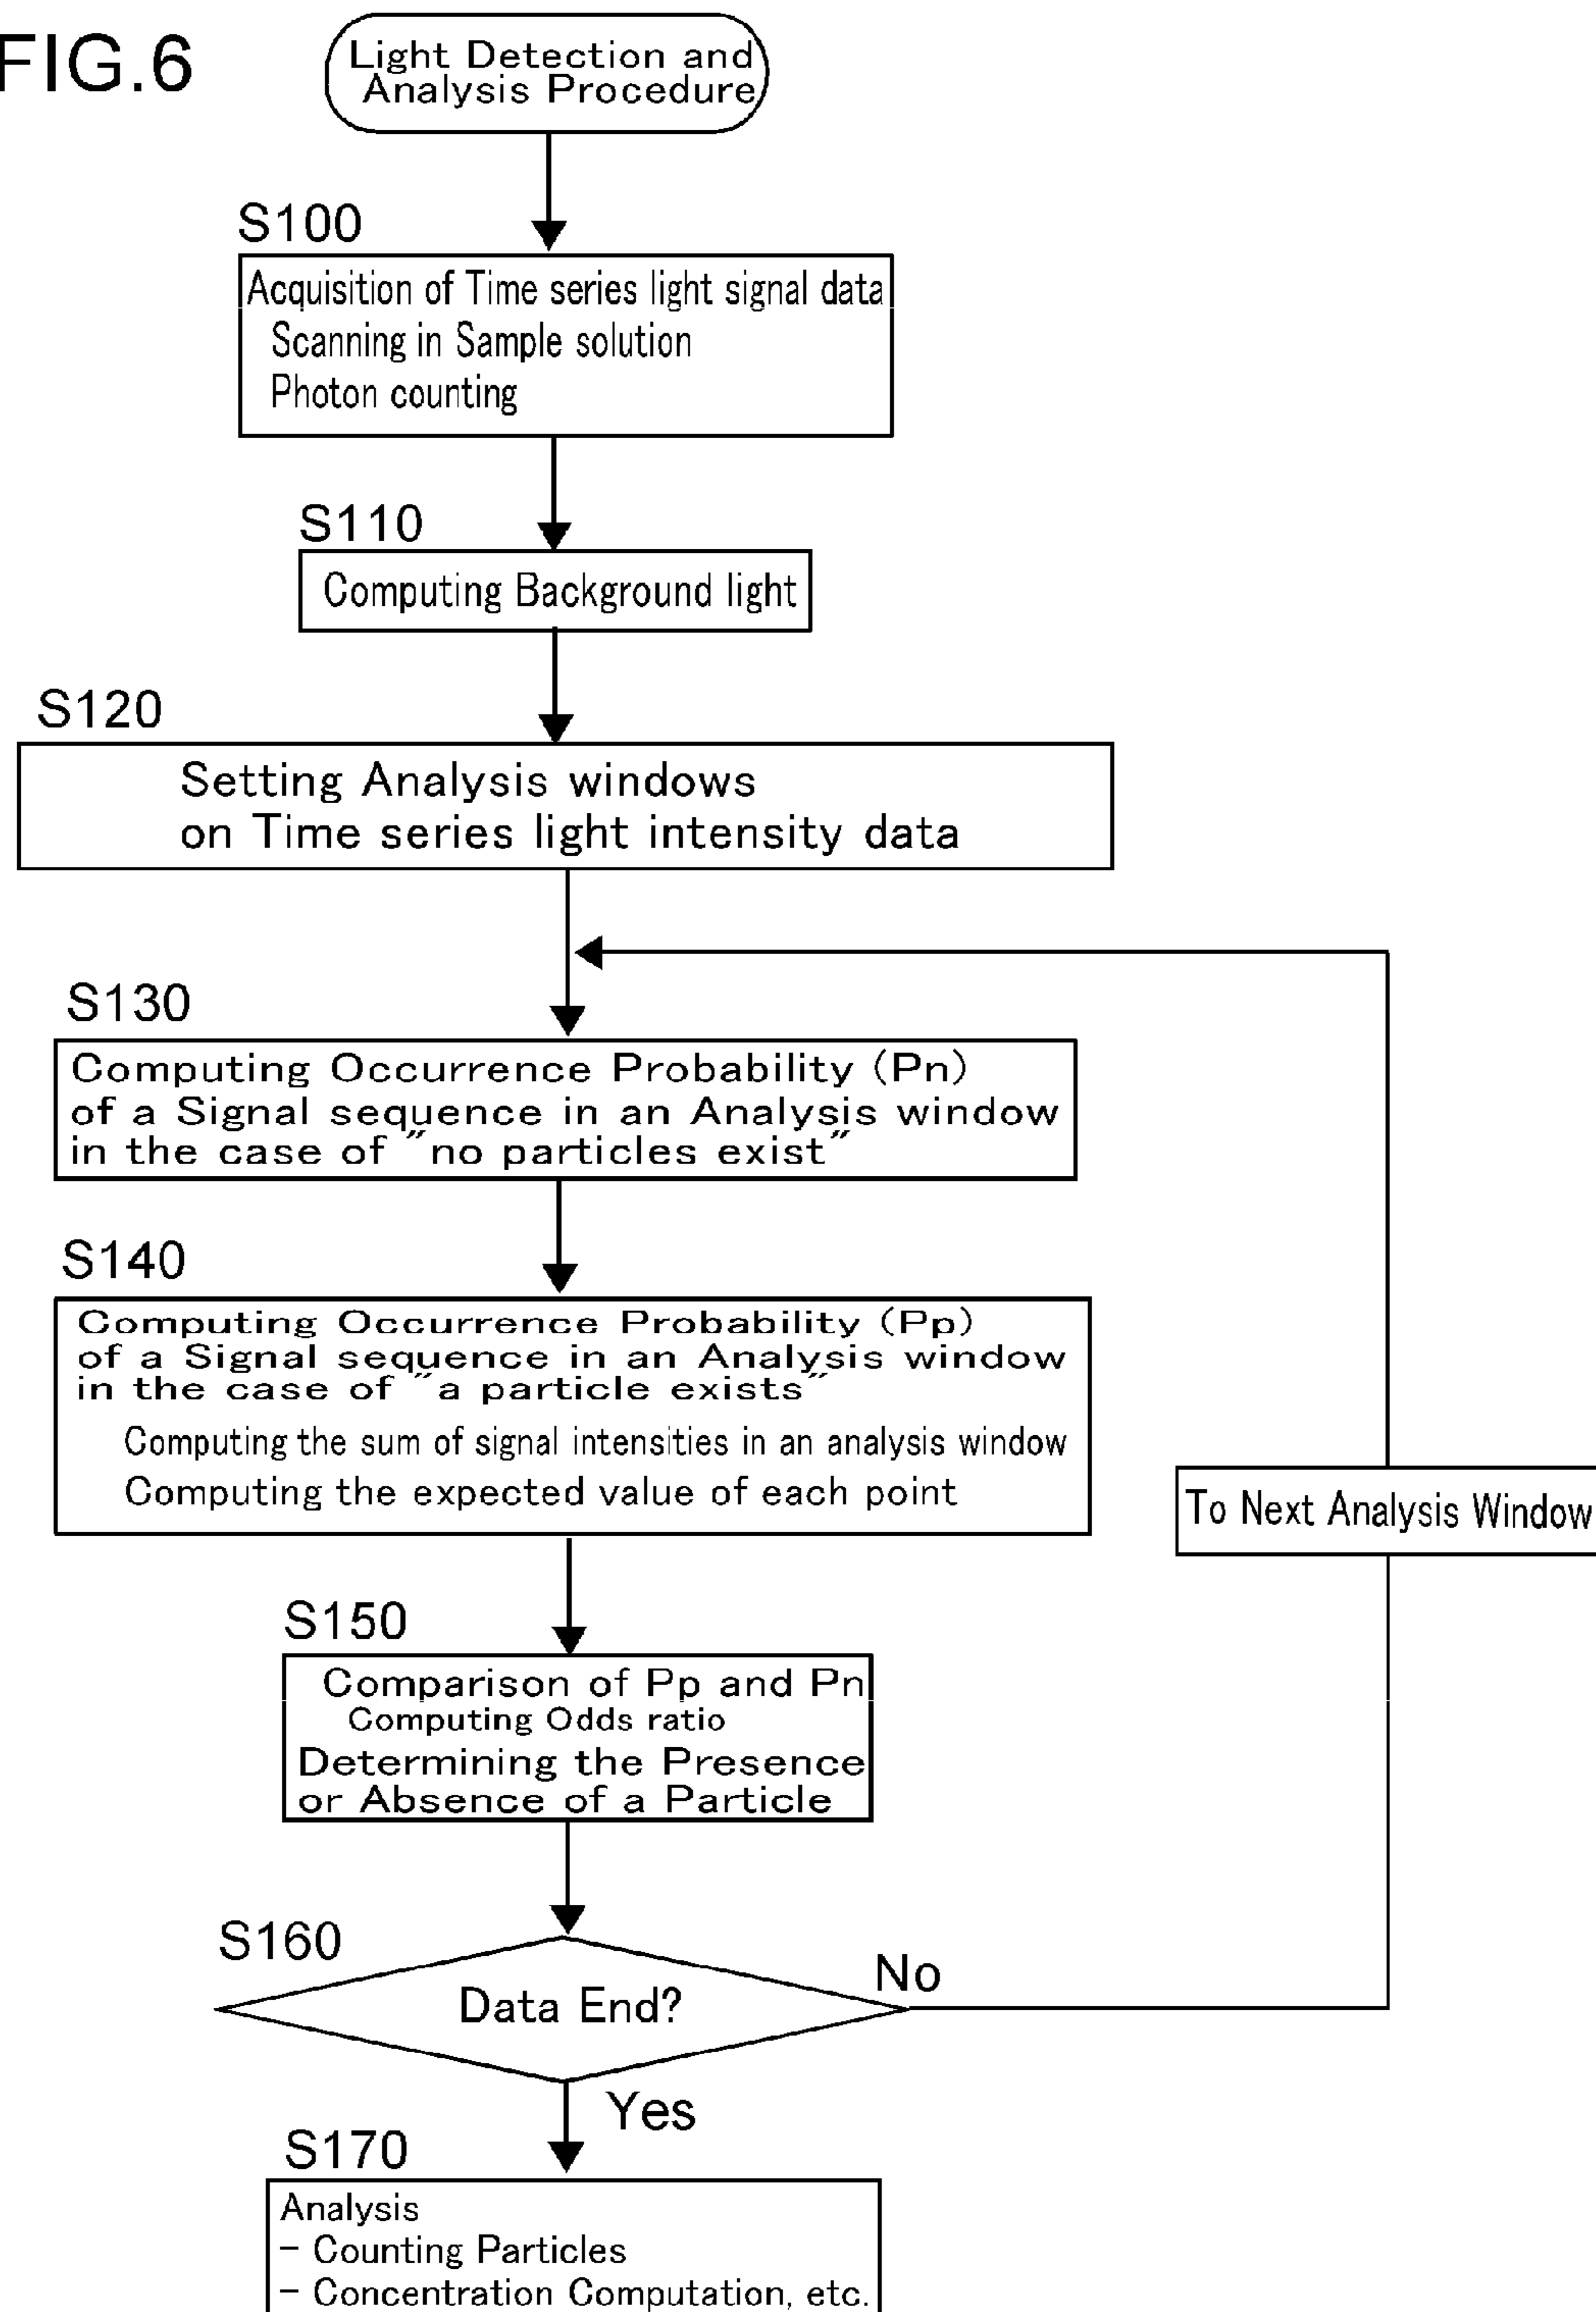 FIG.6
Light Detection and
Analysis Procedure
S100
Acquisition of Time series light signal data
Scanning in Sample solution
Photon counting
S110
Computing Background light
S120
Setting Analysis windows
on Time series light intensity data
S130
Computing Occurrence Probability (Pn)
of a Signal sequence in an Analysis window
in the case of "no particles exist"
S140
Computing Occurrence Probability (Pp)
of a Signal sequence in an Analysis window
in the case of "a particle exists"
Computing the sum of signal intensities in an analysis window
Computing the expected value of each point
To Next Analysis Window
S150
Comparison of Pp and Pn
Computing Odds ratio
Determining the Presence
or Absence of a Particle
S160
Data End?
No
Yes
S170
Analysis
- Counting Particles
- Concentration Computation, etc.